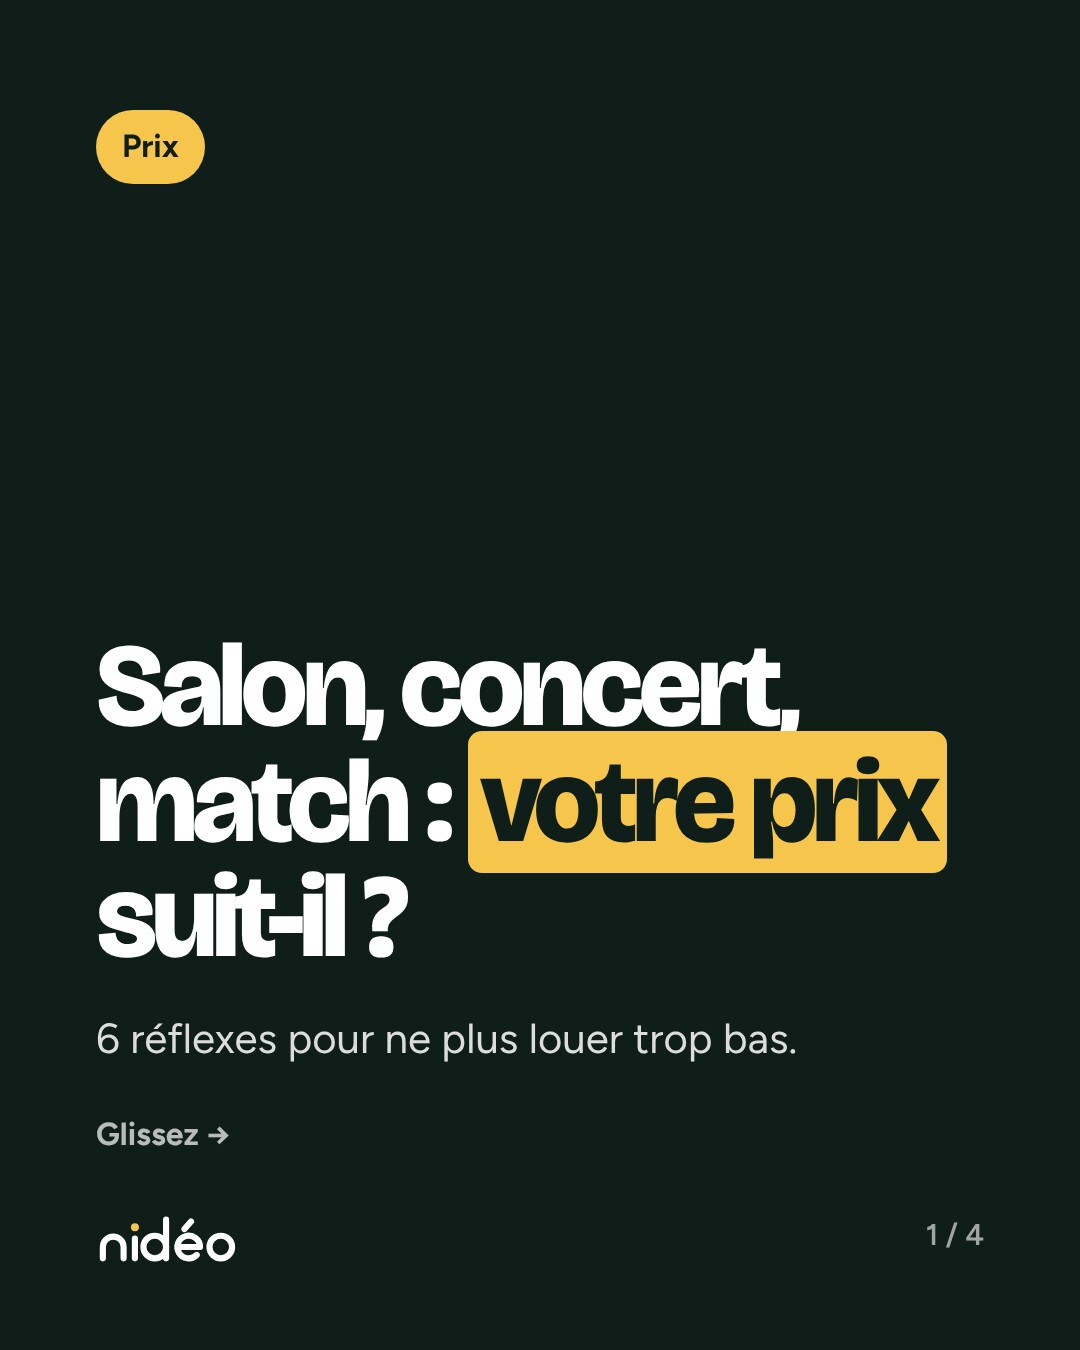 Prix
Salon, concert,
match : votre prix
suit-il ?
6 réflexes pour ne plus louer trop bas.
Glissez →
nidéo
1 / 4